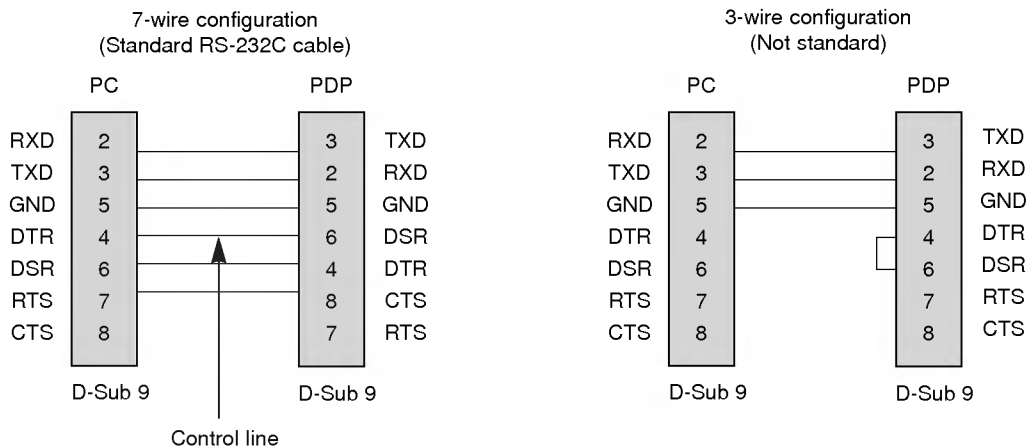 7-wire configuration
(Standard RS-232C cable)
PC PDP
RXD 2 3 TXD
TXD 3 2 RXD
GND 5 5 GND
DTR 4 6 DSR
DSR 6 4 DTR
RTS 7 8 CTS
CTS 8 7 RTS
D-Sub 9 D-Sub 9
Control line
3-wire configuration
(Not standard)
PC PDP
RXD 2 3 TXD
TXD 3 2 RXD
GND 5 5 GND
DTR 4 4 DTR
DSR 6 6 DSR
RTS 7 7 RTS
CTS 8 8 CTS
D-Sub 9 D-Sub 9